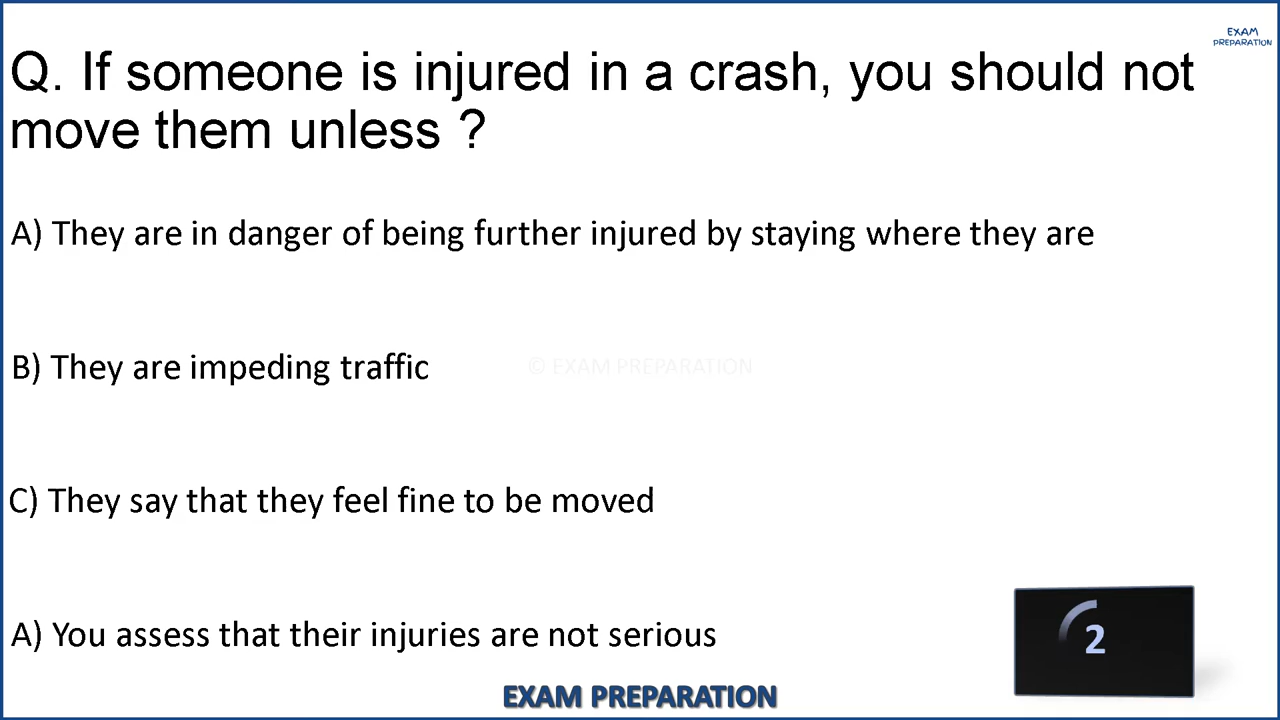 EXAM
PREPARATION
Q. If someone is injured in a crash, you should not
move them unless ?
A) They are in danger of being further injured by staying where they are
B) They are impeding traffic
© EXAM PREPARATION
C) They say that they feel fine to be moved
A) You assess that their injuries are not serious
2
EXAM PREPARATION